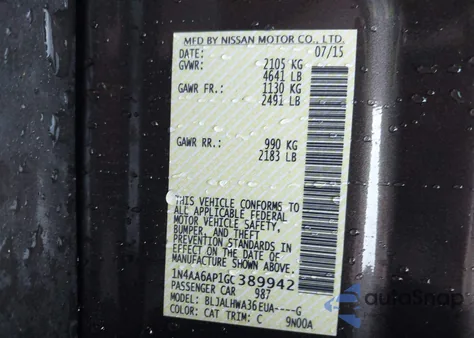 MFD BY NISSAN MOTOR CO., LTD.
DATE: 07/15
GVWR: 2105 KG
4641 LB
GAWR FR.: 1130 KG
2491 LB
GAWR RR.: 990 KG
2183 LB
THIS VEHICLE CONFORMS TO
ALL APPLICABLE FEDERAL
MOTOR VEHICLE SAFETY,
BUMPER, AND THEFT
PREVENTION STANDARDS IN
EFFECT ON THE DATE OF
MANUFACTURE SHOWN ABOVE.
1N4AA6AP1GC389942
PASSENGER CAR 987
MODEL: BLJALHWA36EUA----G
COLOR: CAT TRIM: C 9N00A
autoSnap